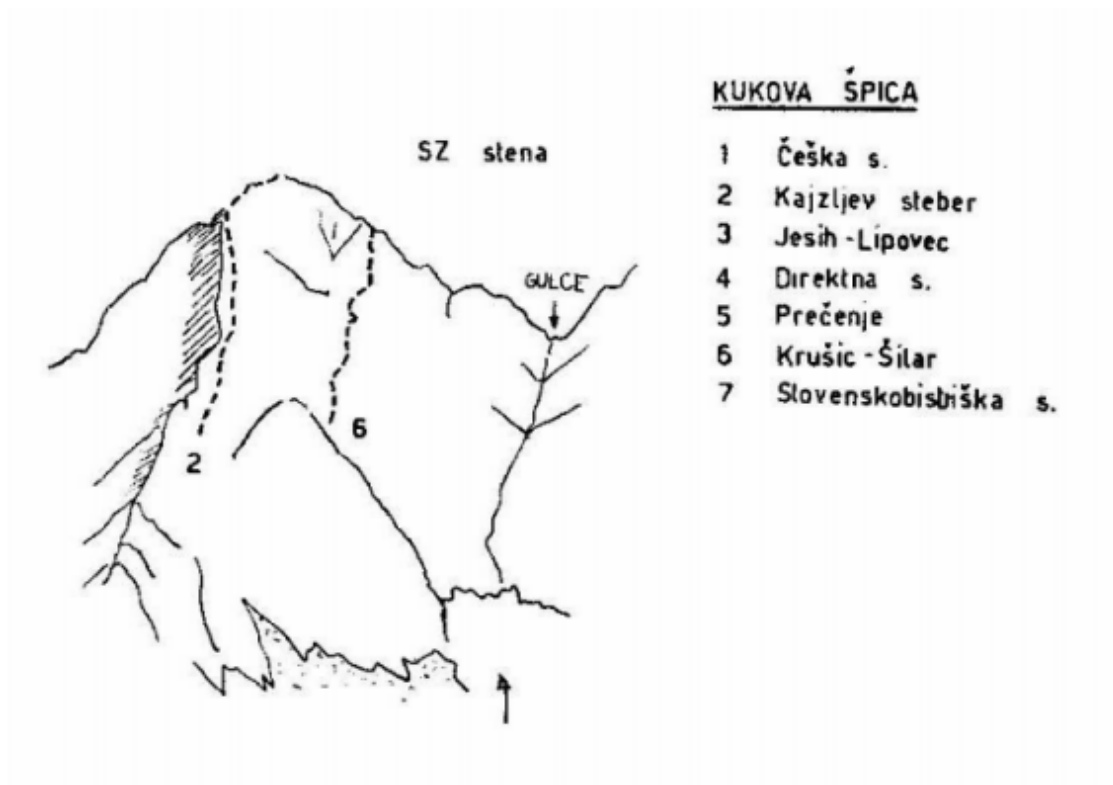 KUKOVA ŠPICA
SZ stena
1 Češka s.
2 Kajzljev steber
3 Jesih-Lipovec
4 Direktna s.
5 Prečenje
6 Krušic-Šilar
7 Slovenskobistriška s.
GULCE
6
2